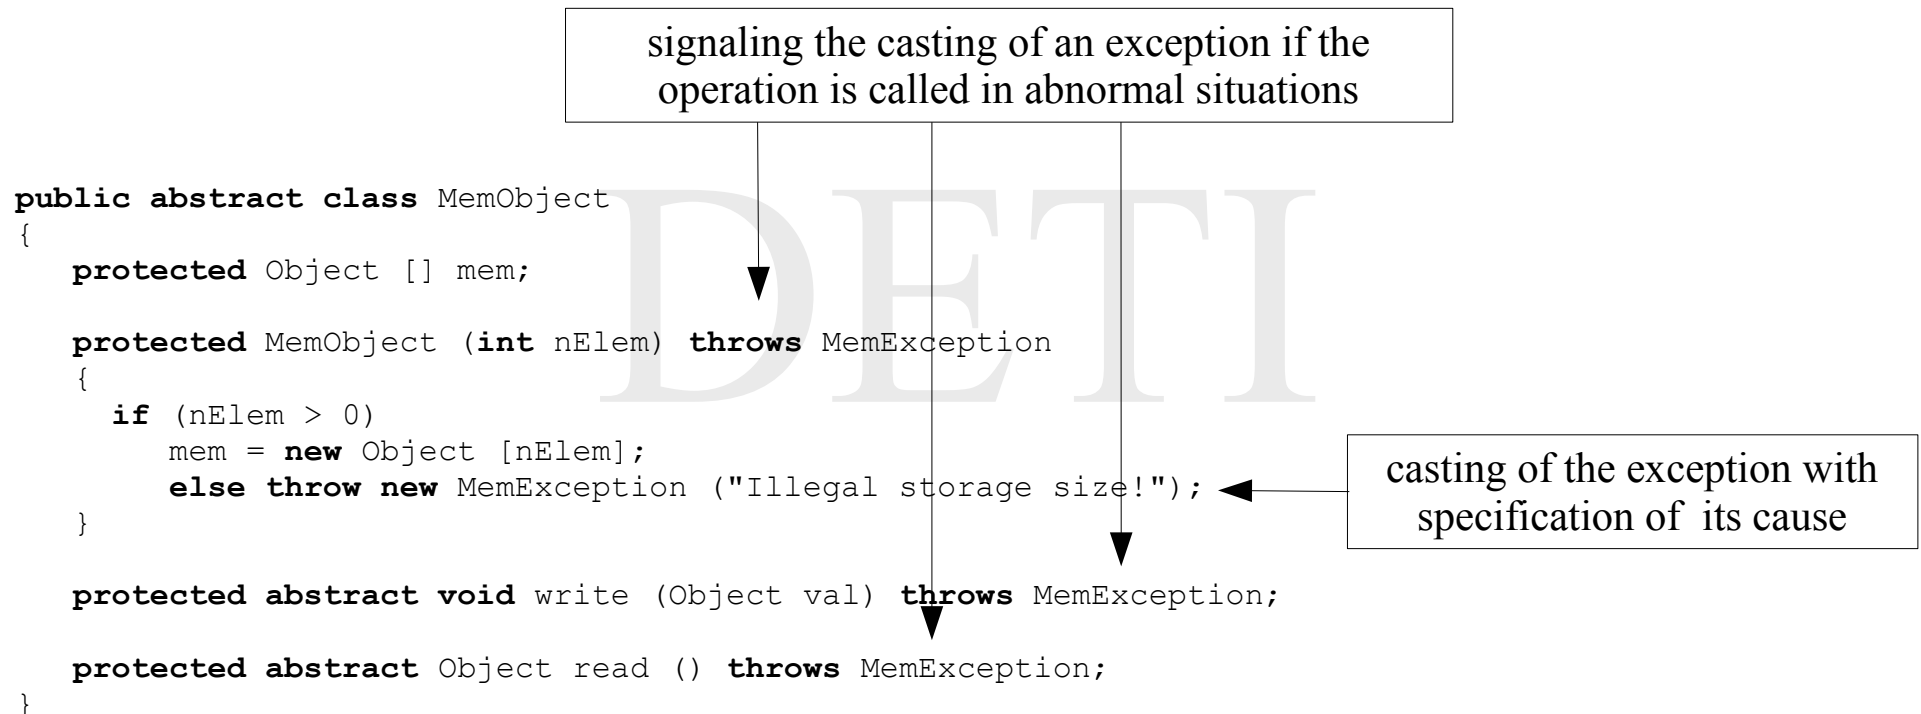 signaling the casting of an exception if the
operation is called in abnormal situations
DETI
public abstract class MemObject
{
protected Object [] mem;
protected MemObject (int nElem) throws MemException
{
if (nElem > 0)
mem = new Object [nElem];
else throw new MemException ("Illegal storage size!");
}
casting of the exception with
specification of its cause
protected abstract void write (Object val) throws MemException;
protected abstract Object read () throws MemException;
}